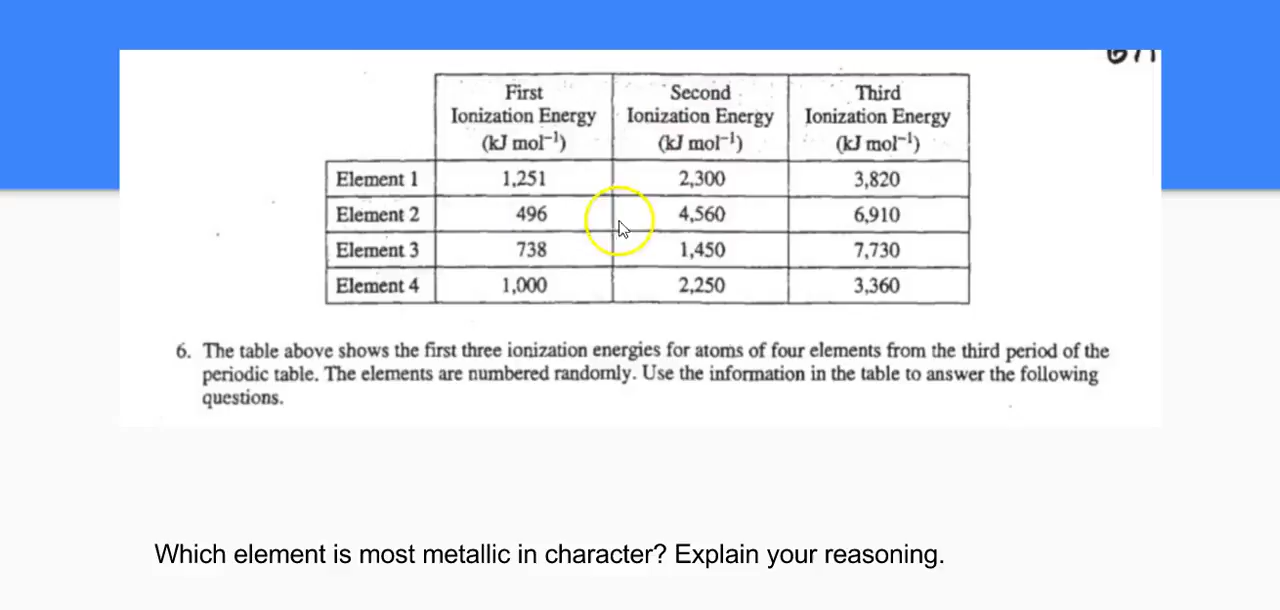 First Second Third
Ionization Energy Ionization Energy Ionization Energy
(kJ mol⁻¹) (kJ mol⁻¹) (kJ mol⁻¹)
Element 1 1,251 2,300 3,820
Element 2 496 4,560 6,910
Element 3 738 1,450 7,730
Element 4 1,000 2,250 3,360
6. The table above shows the first three ionization energies for atoms of four elements from the third period of the
periodic table. The elements are numbered randomly. Use the information in the table to answer the following
questions.
Which element is most metallic in character? Explain your reasoning.